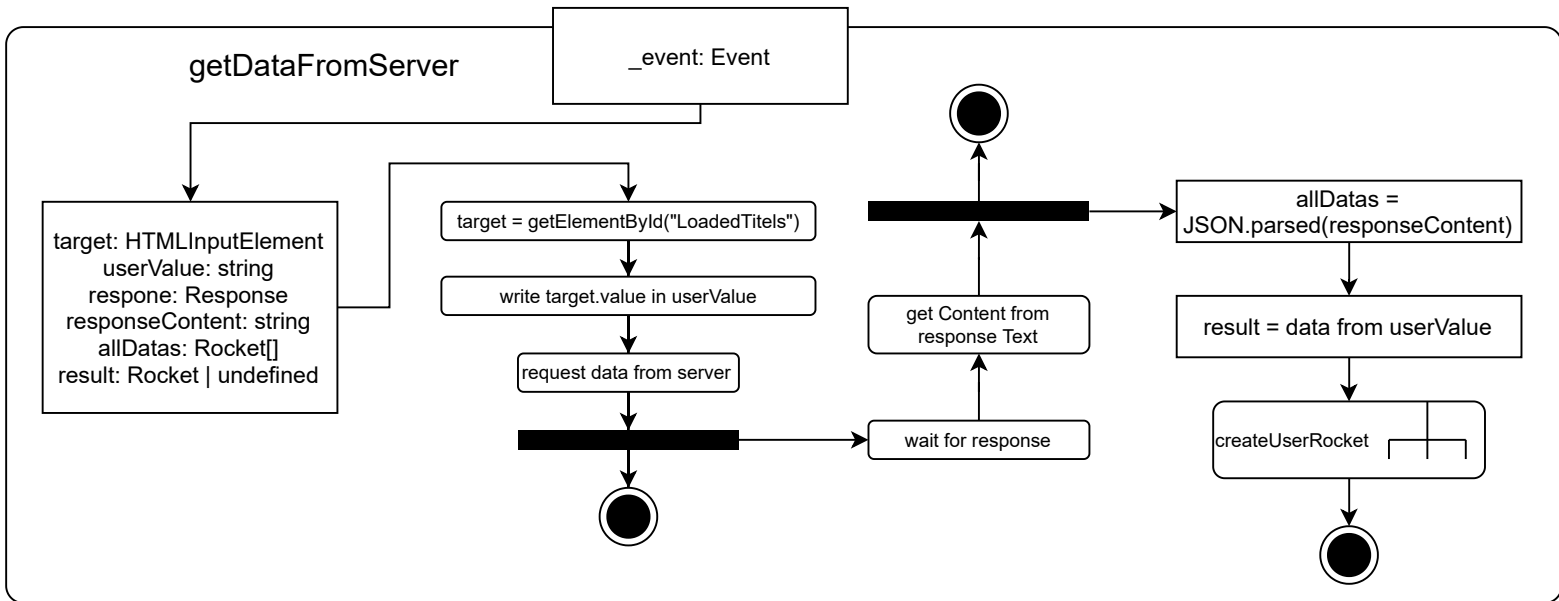 getDataFromServer
_event: Event
target: HTMLInputElement
userValue: string
respone: Response
responseContent: string
allDatas: Rocket[]
result: Rocket | undefined
target = getElementById("LoadedTitels")
write target.value in userValue
request data from server
wait for response
get Content from
response Text
allDatas =
JSON.parsed(responseContent)
result = data from userValue
createUserRocket